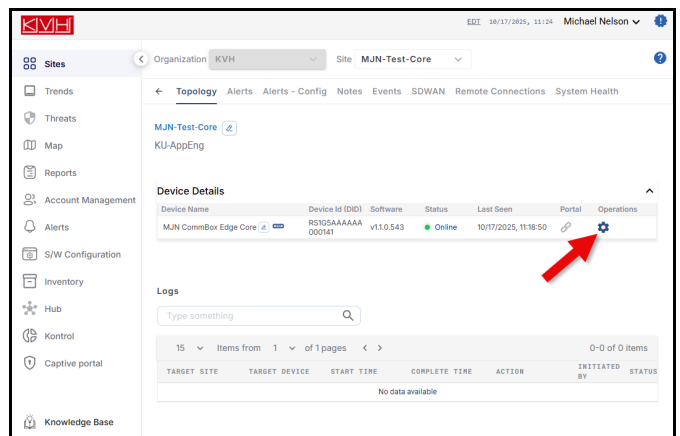 KVH
EDT 10/17/2025, 11:24 Michael Nelson
Sites
Organization KVH Site MJN-Test-Core
Trends
Topology Alerts Alerts - Config Notes Events SDWAN Remote Connections System Health
Threats
MJN-Test-Core
Map
KU-AppEng
Reports
Device Details
Account Management
Device Name Device Id (DID) Software Status Last Seen Portal Operations
Alerts
MJN CommBox Edge Core RS1G5AAAAAA v1.1.0.543 Online 10/17/2025, 11:18:50
000141
S/W Configuration
Inventory
Logs
Hub
Type something
Kontrol
15 Items from 1 of 1 pages 0-0 of 0 items
Captive portal
TARGET SITE TARGET DEVICE START TIME COMPLETE TIME ACTION INITIATED BY STATUS
No data available
Knowledge Base